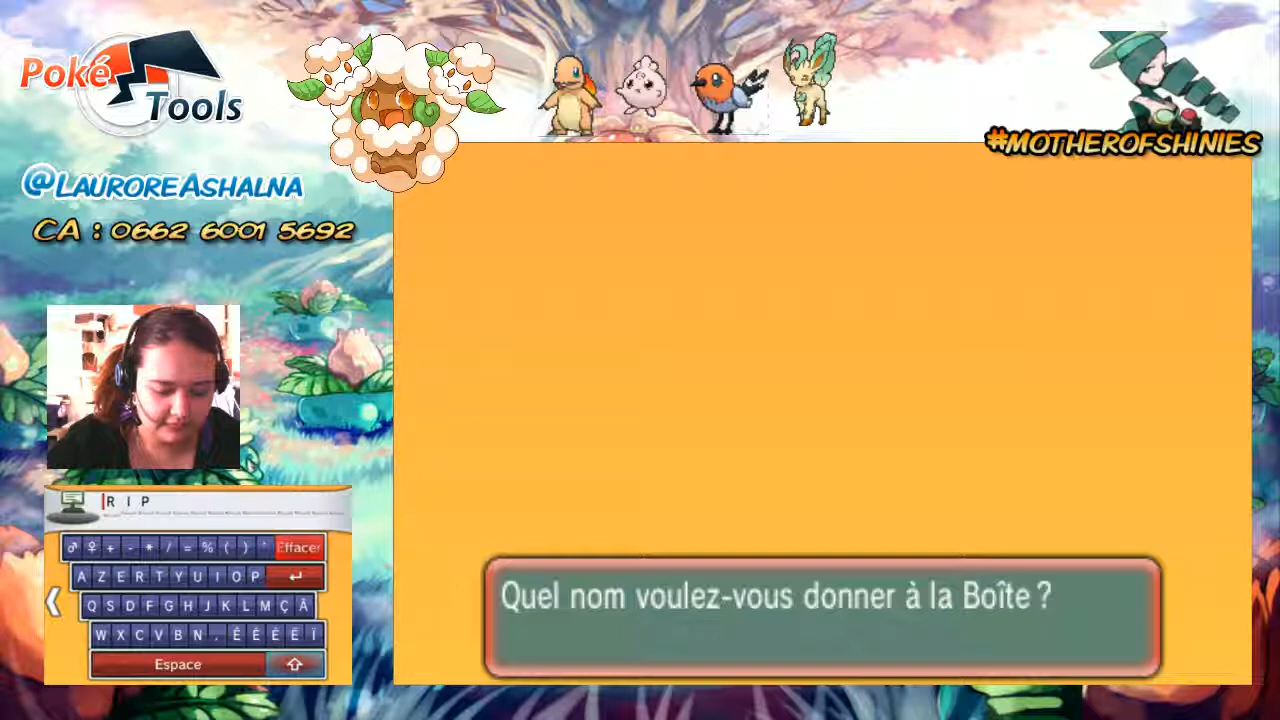 Poké
Tools
@LauroreAshalna
CA : 0662 6001 5692
#MOTHEROFSHINIES
R I P
♂ ♀ + - * / = % ( ) ^ Effacer
A Z E R T Y U I O P ↵
Q S D F G H J K L M Ç Â
W X C V B N . Ê É È Ë Ï
Espace
Quel nom voulez-vous donner à la Boîte ?